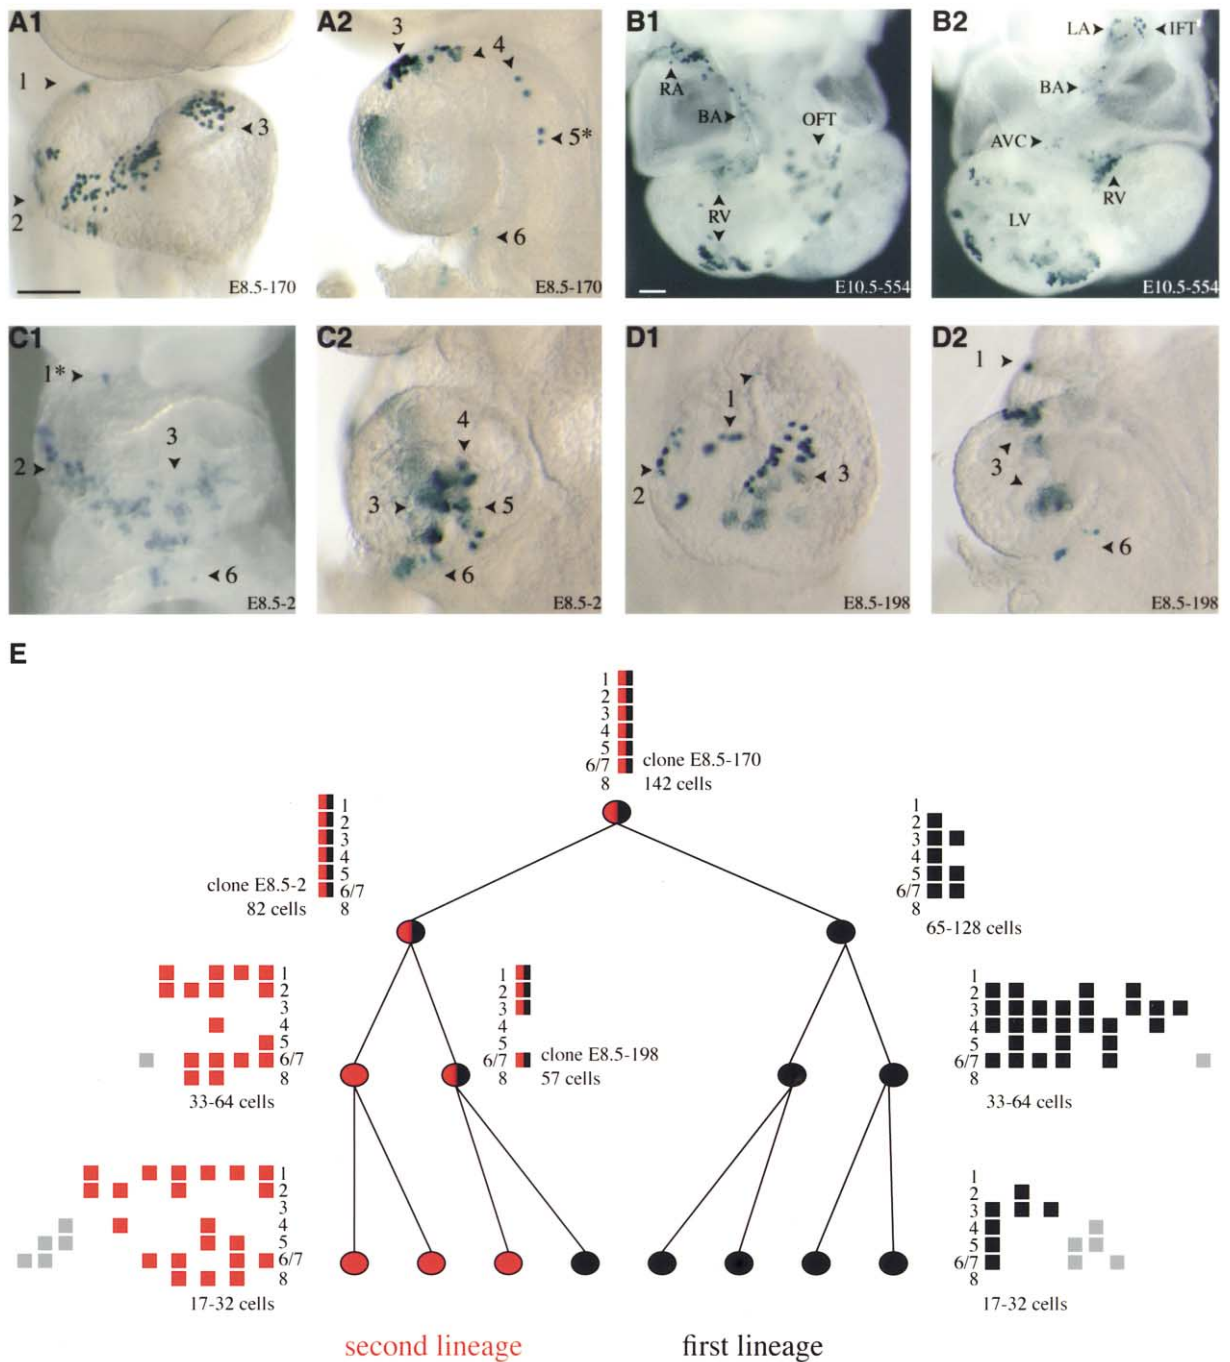 A1
1
3
2
E8.5-170
A2
3
4
5*
6
E8.5-170
B1
RA
BA
OFT
RV
E10.5-554
B2
LA
IFT
BA
AVC
RV
LV
E10.5-554
C1
1*
3
2
6
E8.5-2
C2
4
3
5
6
E8.5-2
D1
1
2
3
E8.5-198
D2
1
3
6
E8.5-198
E
1
2
3
4
5
6/7
8
clone E8.5-170
142 cells
1
2
3
4
5
6/7
8
clone E8.5-2
82 cells
1
2
3
4
5
6/7
8
65-128 cells
1
2
3
4
5
6/7
8
33-64 cells
1
2
3
4
5
6/7
8
clone E8.5-198
57 cells
1
2
3
4
5
6/7
8
33-64 cells
1
2
3
4
5
6/7
8
17-32 cells
1
2
3
4
5
6/7
8
17-32 cells
second lineage
first lineage